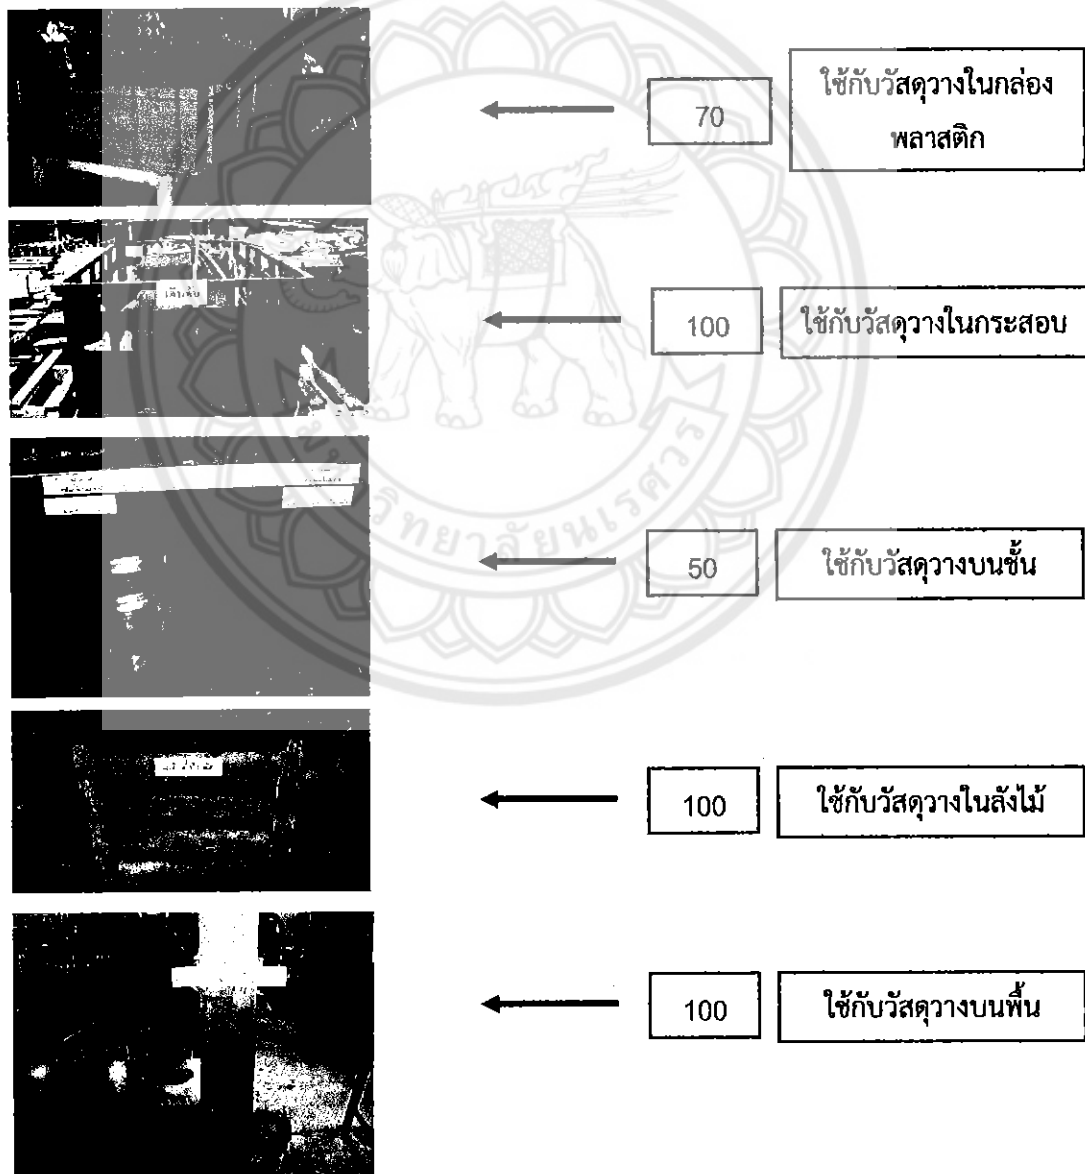 70
ใช้กับวัสดุวางในกล่อง
พลาสติก
100
ใช้กับวัสดุวางในกระสอบ
50
ใช้กับวัสดุวางบนชั้น
100
ใช้กับวัสดุวางในลังไม้
100
ใช้กับวัสดุวางบนพื้น